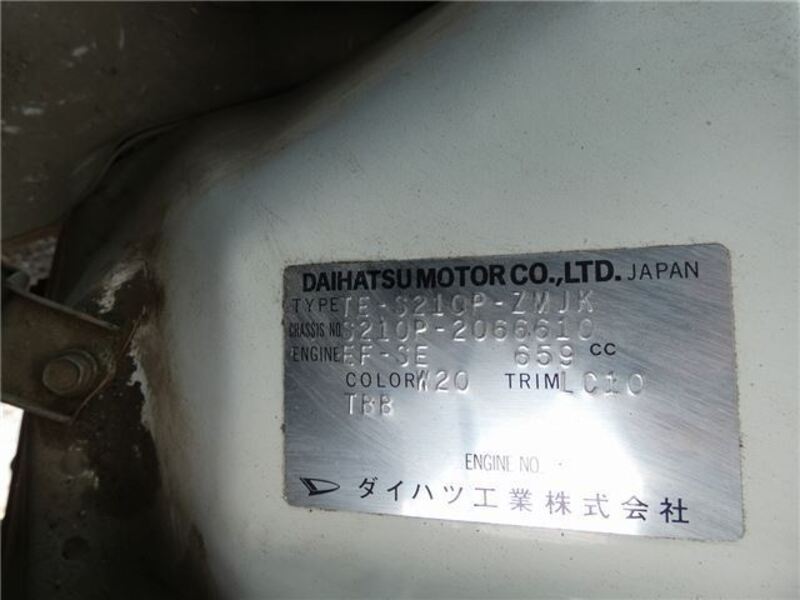 DAIHATSU MOTOR CO.,LTD. JAPAN
TYPE TE-S210P-ZMJK
CHASSIS NO. S210P-2066610
ENGINE EF-SE 659 CC
COLOR W20 TRIM LC10
TBB
ENGINE NO.
ダイハツ工業株式会社